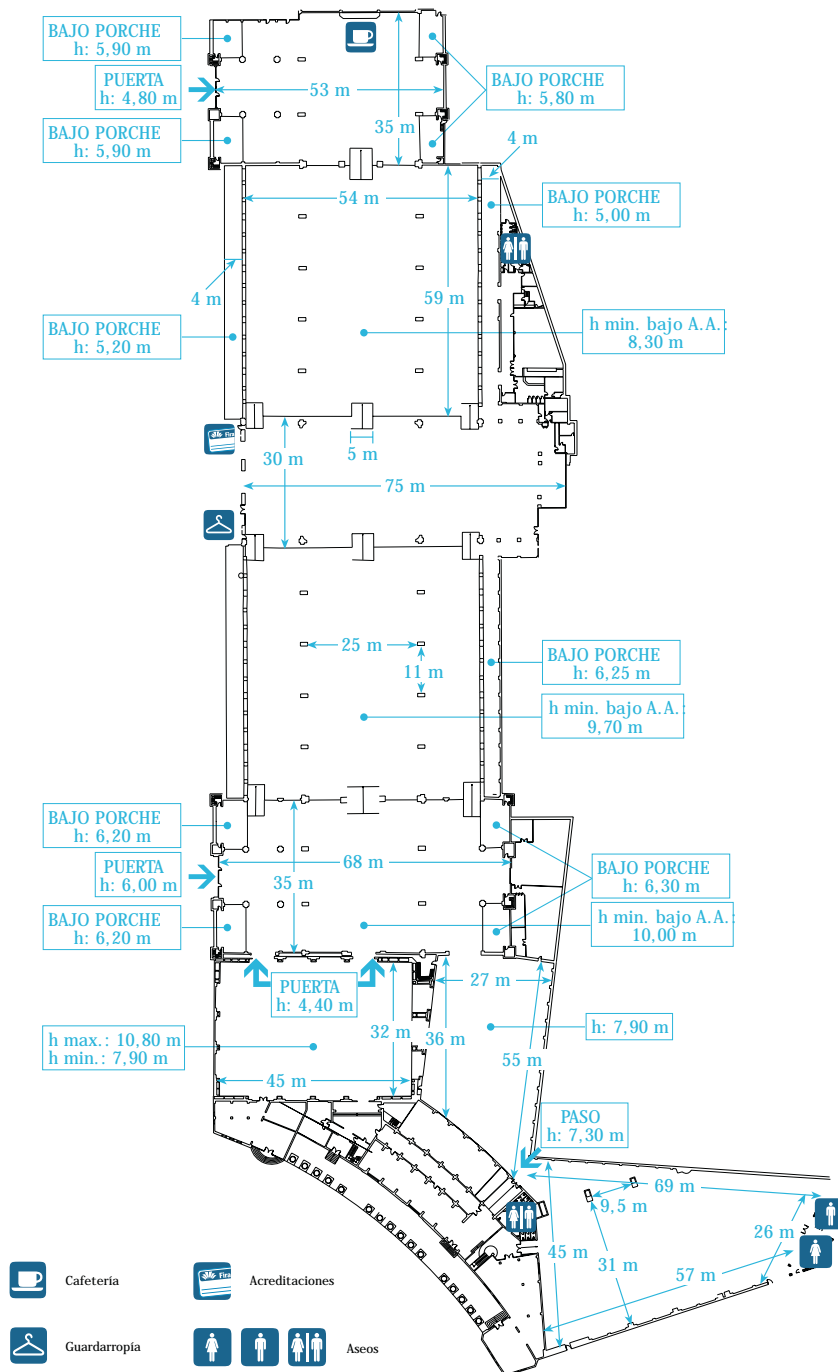 35 m
BAJO PORCHE
h: 5,90 m
PUERTA
h: 4,80 m
53 m
BAJO PORCHE
h: 5,80 m
BAJO PORCHE
h: 5,90 m
4 m
54 m
BAJO PORCHE
h: 5,00 m
4 m
59 m
BAJO PORCHE
h: 5,20 m
h min. bajo A.A.:
8,30 m
Fira
30 m
5 m
75 m
25 m
11 m
BAJO PORCHE
h: 6,25 m
h min. bajo A.A.:
9,70 m
BAJO PORCHE
h: 6,20 m
PUERTA
h: 6,00 m
68 m
35 m
BAJO PORCHE
h: 6,30 m
BAJO PORCHE
h: 6,20 m
h min. bajo A.A.:
10,00 m
PUERTA
h: 4,40 m
27 m
h max.: 10,80 m
h min.: 7,90 m
32 m
36 m
h: 7,90 m
55 m
45 m
PASO
h: 7,30 m
69 m
9,5 m
26 m
45 m
31 m
57 m
Cafetería
Fira
Acreditaciones
Guardarropía
Aseos